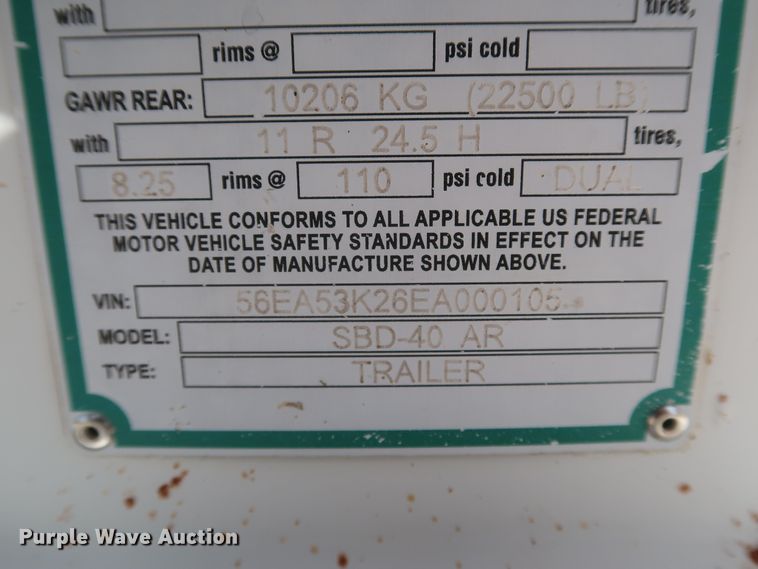 with tires,
rims @ psi cold
GAWR REAR: 10206 KG (22500 LB)
with 11 R 24.5 H tires,
8.25 rims @ 110 psi cold DUAL
THIS VEHICLE CONFORMS TO ALL APPLICABLE US FEDERAL
MOTOR VEHICLE SAFETY STANDARDS IN EFFECT ON THE
DATE OF MANUFACTURE SHOWN ABOVE.
VIN: 56EA53K26EA000105
MODEL: SBD-40 AR
TYPE: TRAILER
Purple Wave Auction